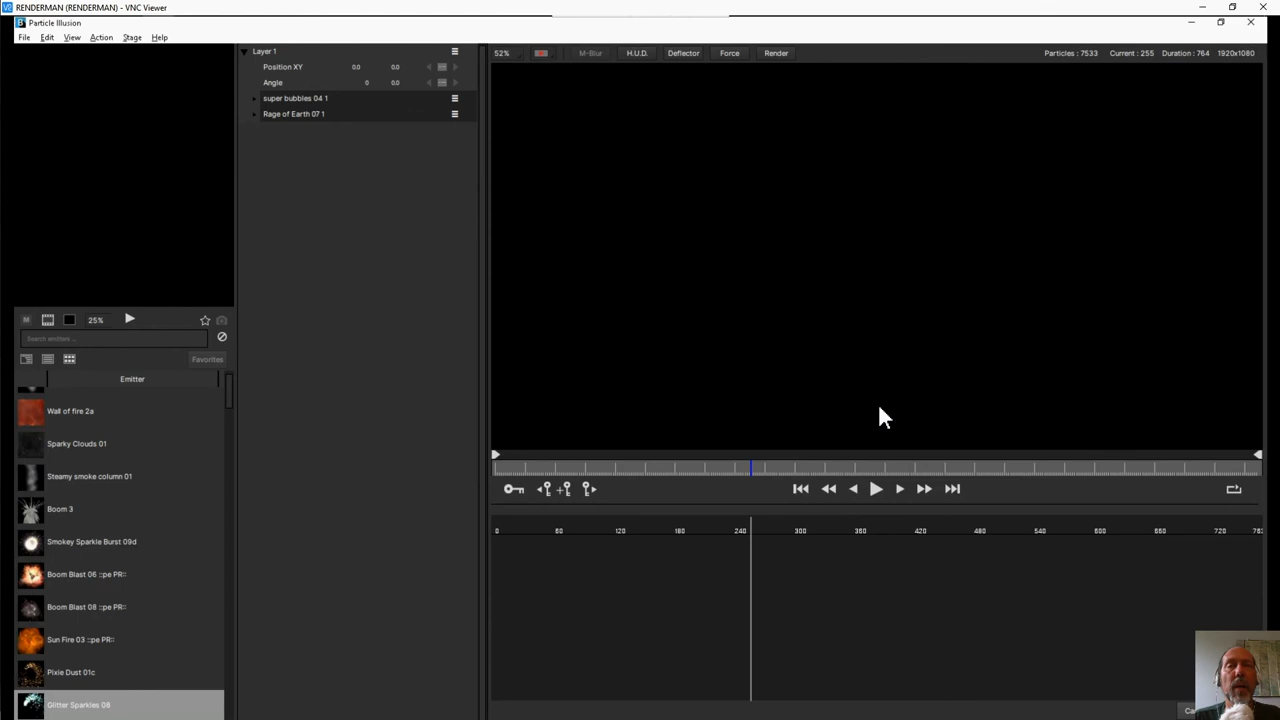 RENDERMAN (RENDERMAN) - VNC Viewer
Particle Illusion
File Edit View Action Stage Help
Layer 1
Position XY 0.0 0.0
Angle 0 0.0
super bubbles 04 1
Rage of Earth 07 1
52% M-Blur H.U.D. Deflector Force Render Particles : 7533 Current : 255 Duration : 764 1920x1080
M 25%
Search emitters ..
Favorites
Emitter
Wall of fire 2a
Sparky Clouds 01
Steamy smoke column 01
Boom 3
Smokey Sparkle Burst 09d
Boom Blast 06 ::pe PR::
Boom Blast 08 ::pe PR::
Sun Fire 03 ::pe PR::
Pixie Dust 01c
Glitter Sparkles 08
0 60 120 180 240 300 360 420 480 540 600 660 720 763